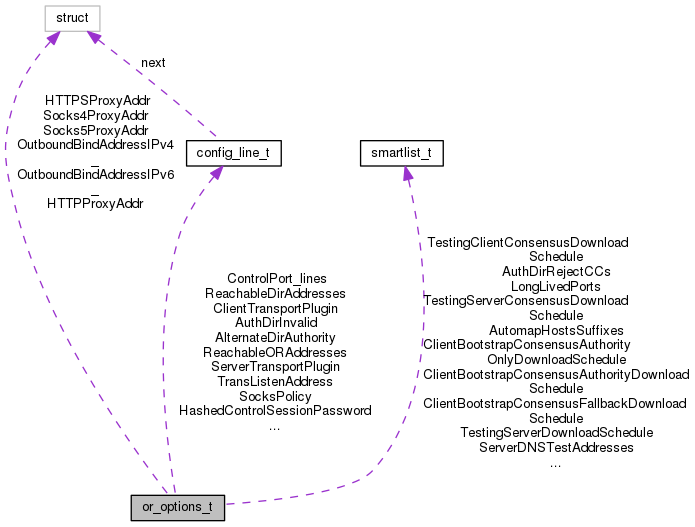 struct
next
HTTPSProxyAddr
Socks4ProxyAddr
Socks5ProxyAddr
OutboundBindAddressIPv4
_
OutboundBindAddressIPv6
_
HTTPProxyAddr
config_line_t
smartlist_t
ControlPort_lines
ReachableDirAddresses
ClientTransportPlugin
AuthDirInvalid
AlternateDirAuthority
ReachableORAddresses
ServerTransportPlugin
TransListenAddress
SocksPolicy
HashedControlSessionPassword
...
TestingClientConsensusDownload
Schedule
AuthDirRejectCCs
LongLivedPorts
TestingServerConsensusDownload
Schedule
AutomapHostsSuffixes
ClientBootstrapConsensusAuthority
OnlyDownloadSchedule
ClientBootstrapConsensusAuthorityDownload
Schedule
ClientBootstrapConsensusFallbackDownload
Schedule
TestingServerDownloadSchedule
ServerDNSTestAddresses
...
or_options_t